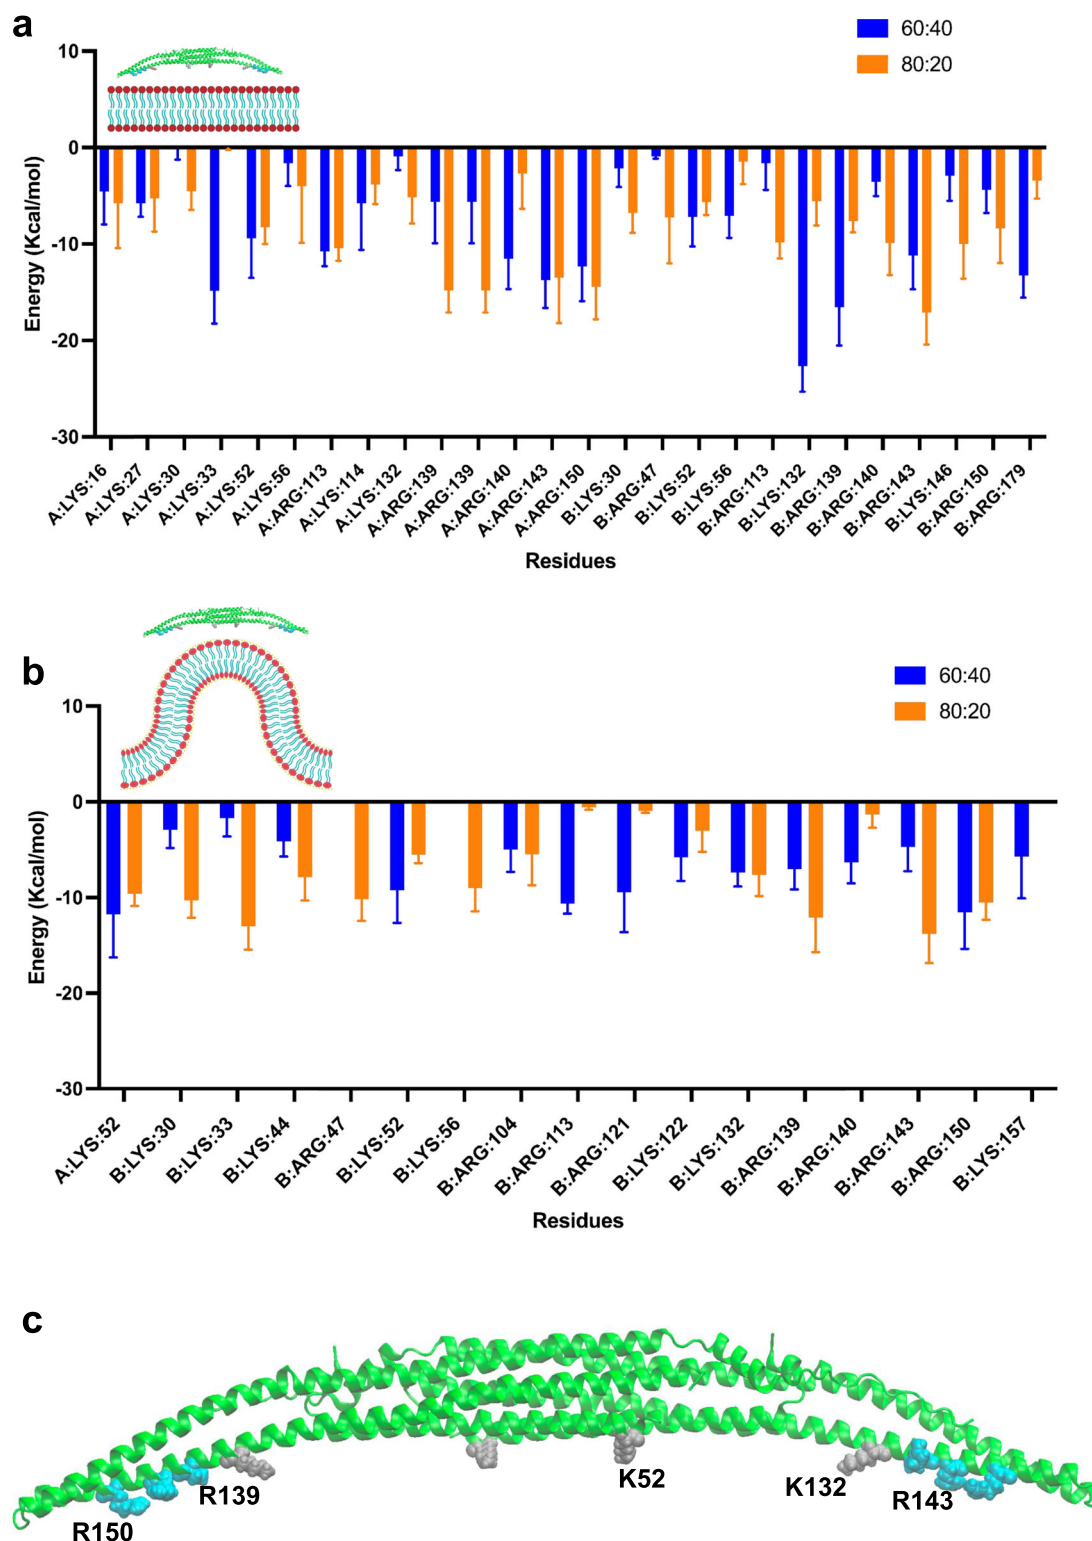 a
60:40
80:20
10
0
-10
-20
-30
Energy (Kcal/mol)
A:LYS:16
A:LYS:27
A:LYS:30
A:LYS:33
A:LYS:52
A:LYS:56
A:ARG:113
A:LYS:114
A:LYS:132
A:ARG:139
A:ARG:139
A:ARG:140
A:ARG:143
A:ARG:150
B:LYS:30
B:ARG:47
B:LYS:52
B:LYS:56
B:ARG:113
B:LYS:132
B:ARG:139
B:ARG:140
B:ARG:143
B:LYS:146
B:ARG:150
B:ARG:179
Residues
b
60:40
80:20
10
0
-10
-20
-30
Energy (Kcal/mol)
A:LYS:52
B:LYS:30
B:LYS:33
B:LYS:44
B:ARG:47
B:LYS:52
B:LYS:56
B:ARG:104
B:ARG:113
B:ARG:121
B:LYS:122
B:LYS:132
B:ARG:139
B:ARG:140
B:ARG:143
B:ARG:150
B:LYS:157
Residues
c
R150
R139
K52
K132
R143